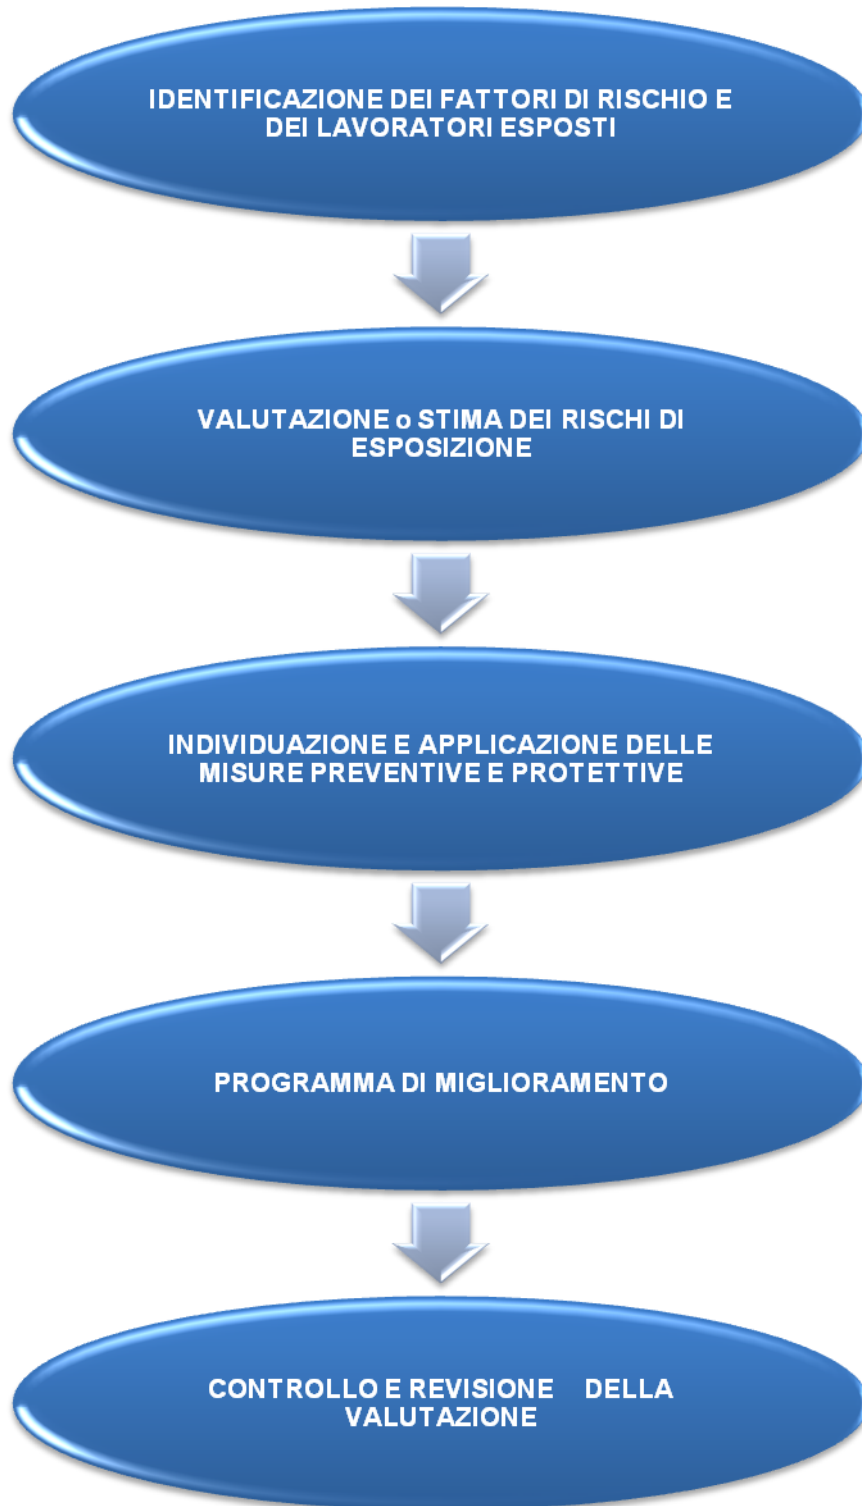 IDENTIFICAZIONE DEI FATTORI DI RISCHIO E
DEI LAVORATORI ESPOSTI
VALUTAZIONE o STIMA DEI RISCHI DI
ESPOSIZIONE
INDIVIDUAZIONE E APPLICAZIONE DELLE
MISURE PREVENTIVE E PROTETTIVE
PROGRAMMA DI MIGLIORAMENTO
CONTROLLO E REVISIONE DELLA
VALUTAZIONE